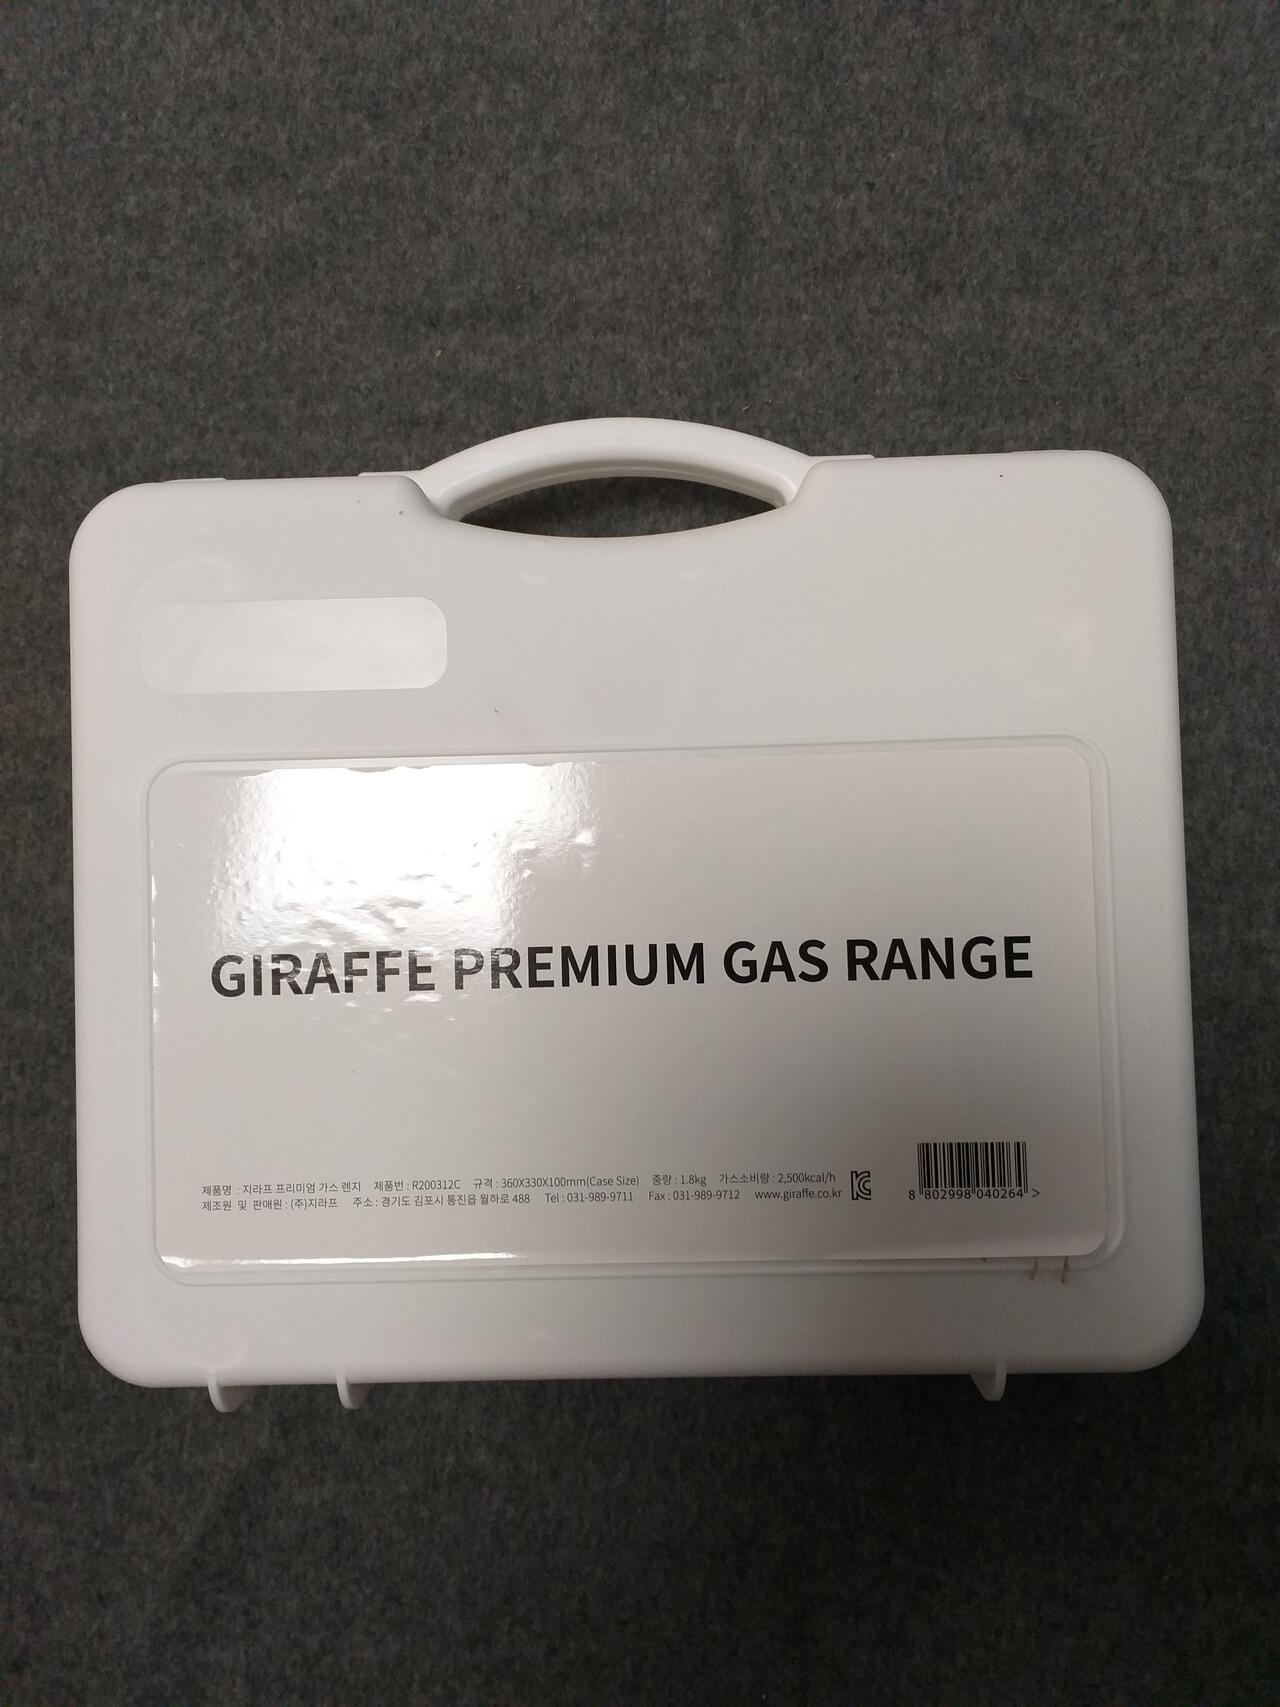 GIRAFFE PREMIUM GAS RANGE
제품명 : 지라프 프리미엄 가스 렌지 제품번 : R200312C 규격 : 360X330X100mm(Case Size) 중량 : 1.8kg 가스소비량 : 2,500kcal/h
제조원 및 판매원 : (주)지라프 주소 : 경기도 김포시 통진읍 월하로 488 Tel : 031-989-9711 Fax : 031-989-9712 www.giraffe.co.kr
8 802998 040264 >